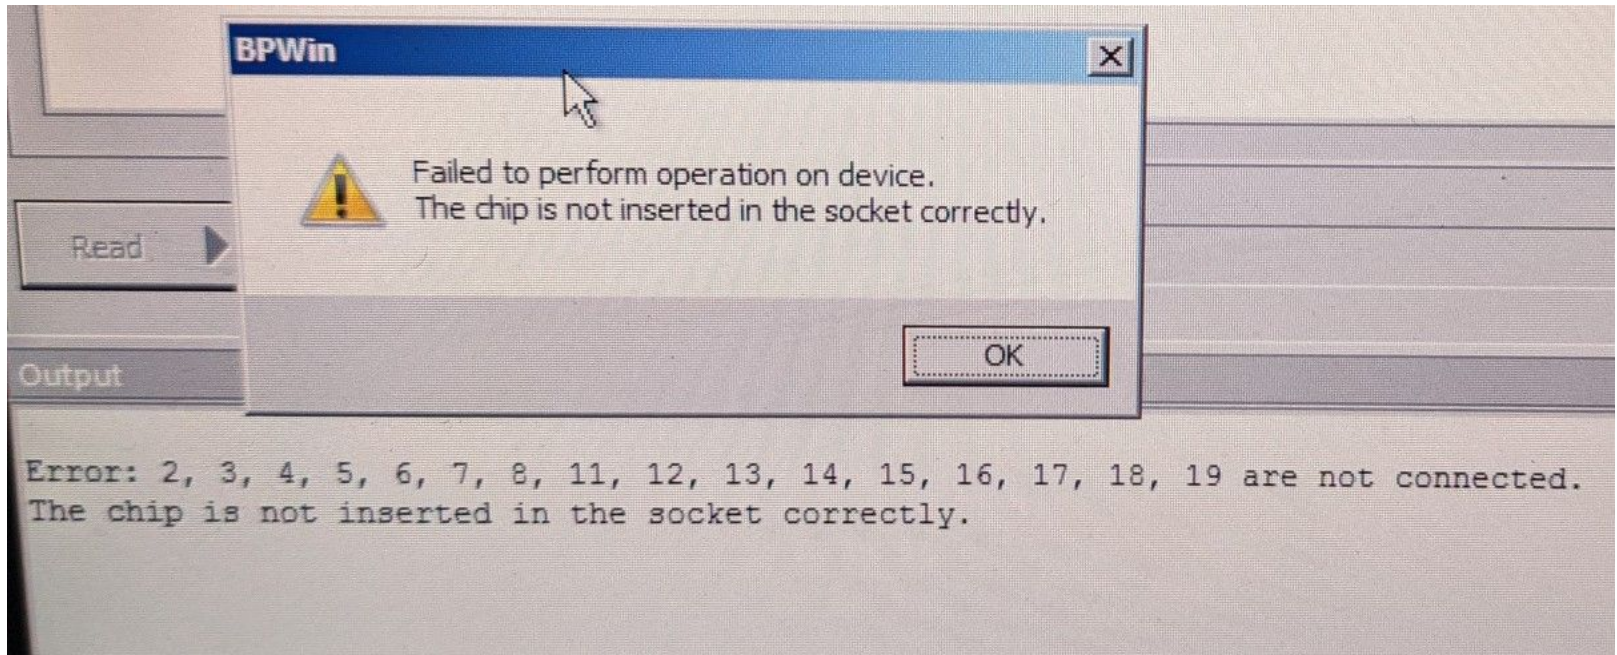 BPWin
Failed to perform operation on device.
The chip is not inserted in the socket correctly.
Read
OK
Output
Error: 2, 3, 4, 5, 6, 7, 8, 11, 12, 13, 14, 15, 16, 17, 18, 19 are not connected.
The chip is not inserted in the socket correctly.